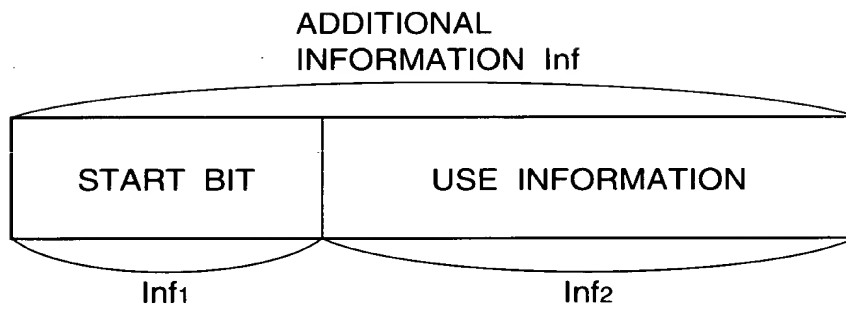 ADDITIONAL
INFORMATION Inf
START BIT
USE INFORMATION
Inf1
Inf2